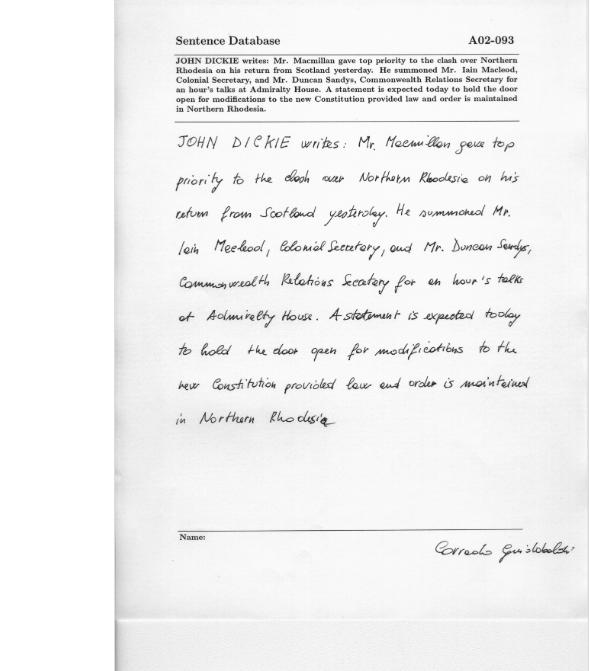 Sentence Database A02-093
JOHN DICKIE writes: Mr. Macmillan gave top priority to the clash over Northern
Rhodesia on his return from Scotland yesterday. He summoned Mr. Iain Macleod,
Colonial Secretary, and Mr. Duncan Sandys, Commonwealth Relations Secretary for
an hour's talks at Admiralty House. A statement is expected today to hold the door
open for modifications to the new Constitution provided law and order is maintained
in Northern Rhodesia.
JOHN DICKIE writes: Mr. Macmillan gave top
priority to the clash over Northern Rhodesia on his
return from Scotland yesterday. He summoned Mr.
Iain Macleod, Colonial Secretary, and Mr. Duncan Sandys,
Commonwealth Relations Secretary for an hour's talks
at Admiralty House. A statement is expected today
to hold the door open for modifications to the
new Constitution provided law and order is maintained
in Northern Rhodesia
Name:
Corrado